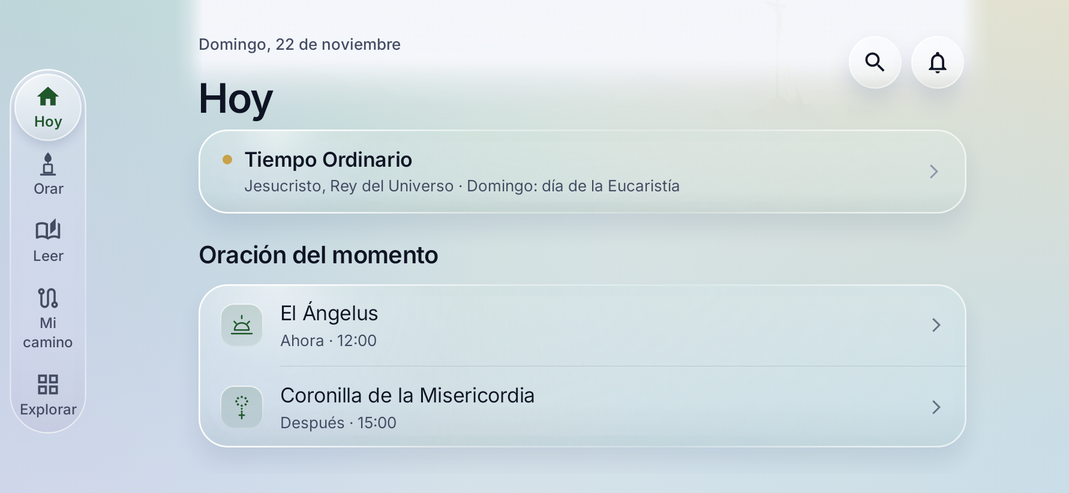 Domingo, 22 de noviembre
Hoy
Tiempo Ordinario
Jesucristo, Rey del Universo · Domingo: día de la Eucaristía
Oración del momento
El Ángelus
Ahora · 12:00
Coronilla de la Misericordia
Después · 15:00
Hoy
Orar
Leer
Mi
camino
Explorar